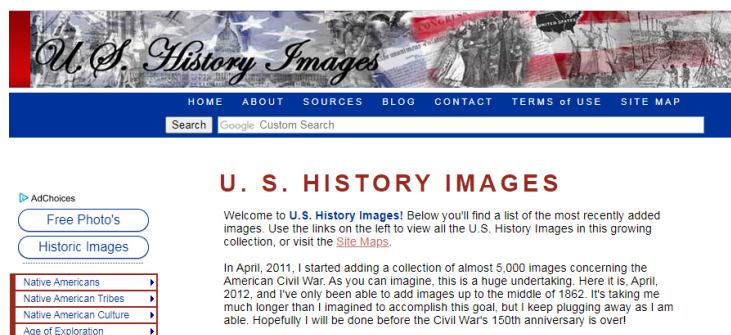 U.S. History Images
CONGRESS
UNITED STATES
HOME ABOUT SOURCES BLOG CONTACT TERMS of USE SITE MAP
Search Google Custom Search
AdChoices
Free Photo's
Historic Images
Native Americans
Native American Tribes
Native American Culture
Age of Exploration
U. S. HISTORY IMAGES
Welcome to U.S. History Images! Below you'll find a list of the most recently added
images. Use the links on the left to view all the U.S. History Images in this growing
collection, or visit the Site Maps.
In April, 2011, I started adding a collection of almost 5,000 images concerning the
American Civil War. As you can imagine, this is a huge undertaking. Here it is, April,
2012, and I've only been able to add images up to the middle of 1862. It's taking me
much longer than I imagined to accomplish this goal, but I keep plugging away as I am
able. Hopefully I will be done before the Civil War's 150th anniversary is over!